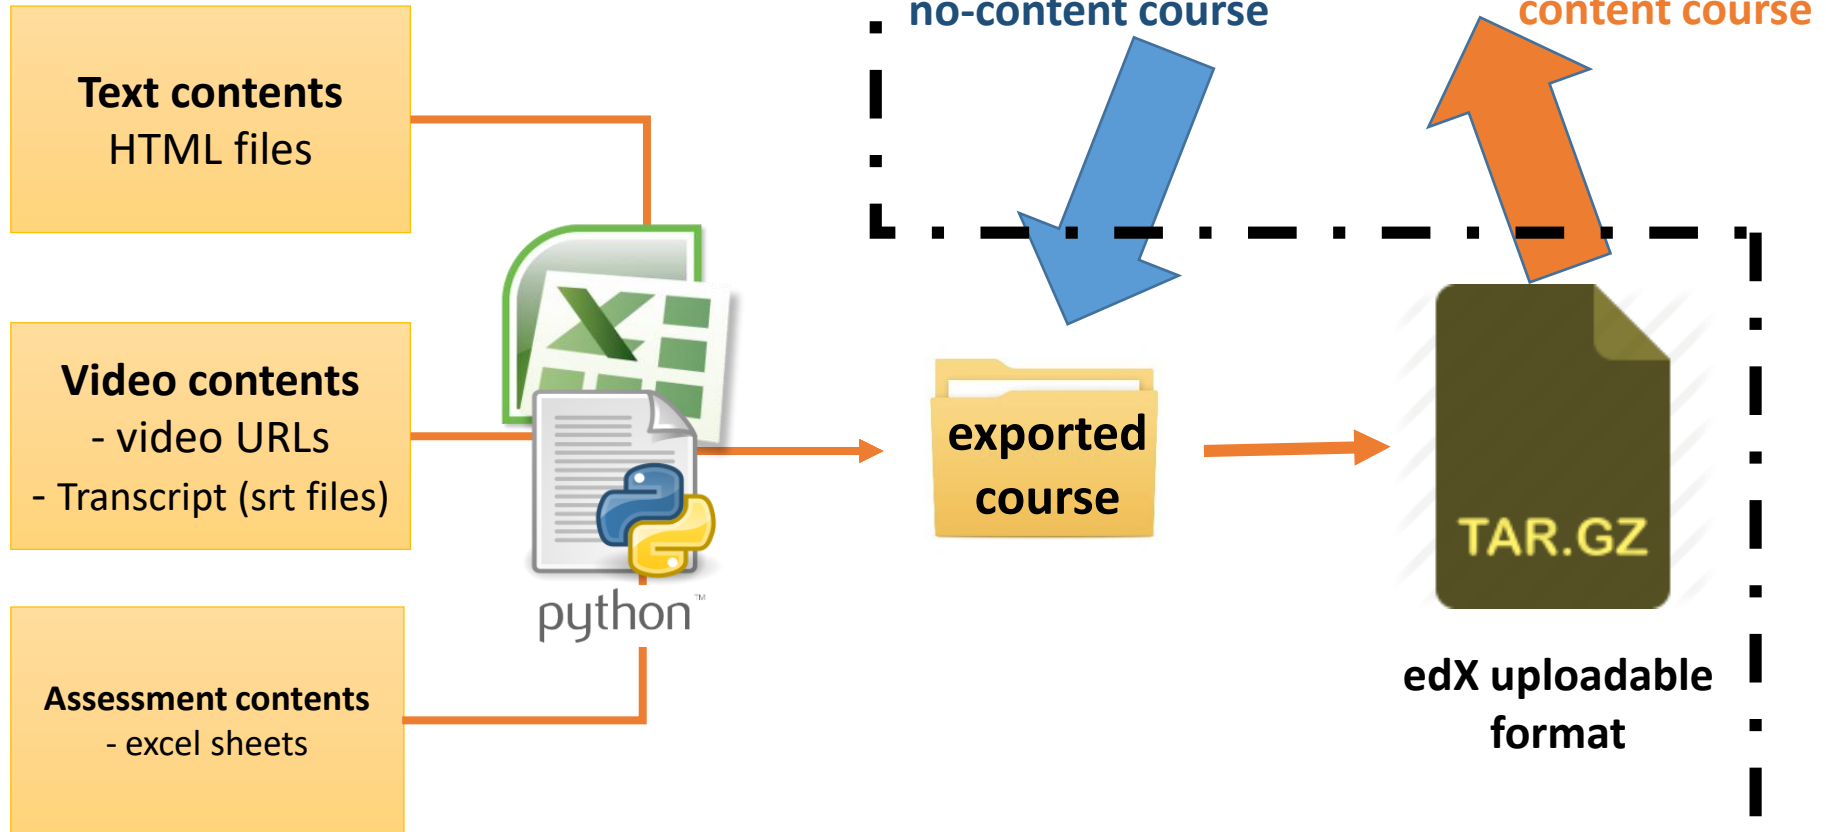 no-content course
content course
Text contents
HTML files
Video contents
- video URLs
- Transcript (srt files)
Assessment contents
- excel sheets
python™
exported
course
TAR.GZ
edX uploadable
format